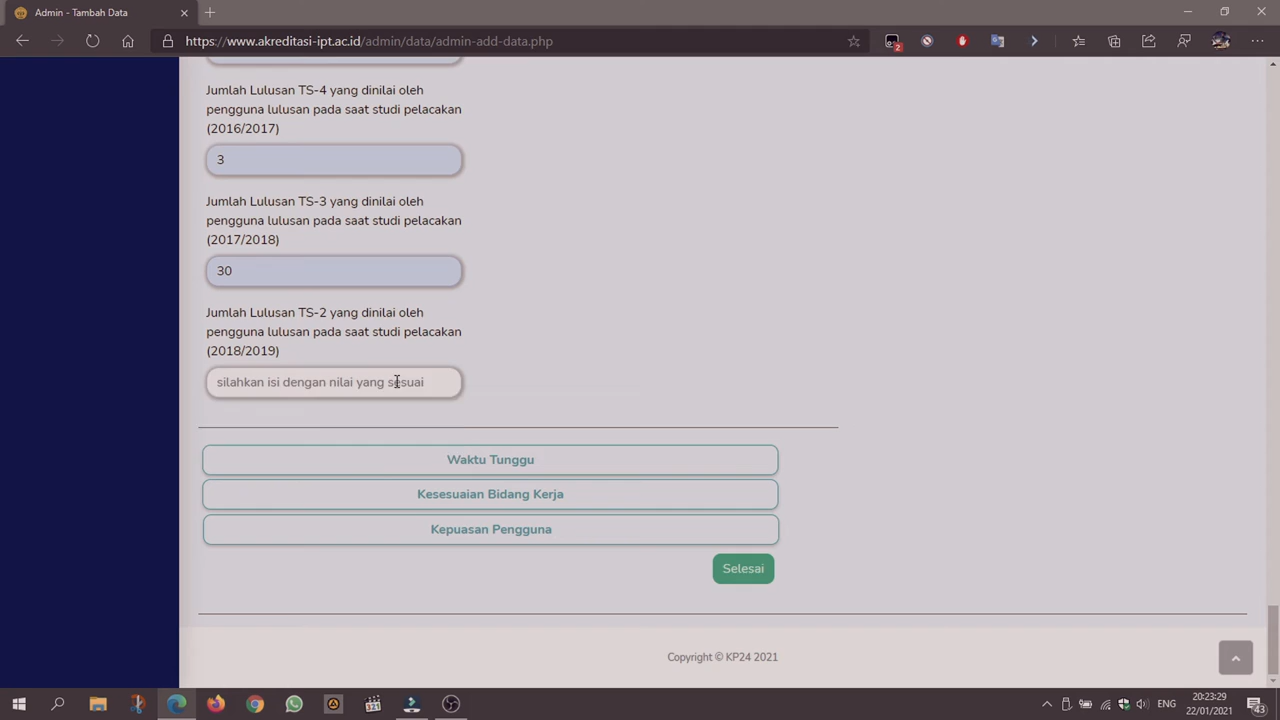 Admin - Tambah Data
https://www.akreditasi-ipt.ac.id/admin/data/admin-add-data.php
2
Jumlah Lulusan TS-4 yang dinilai oleh
pengguna lulusan pada saat studi pelacakan
(2016/2017)
3
Jumlah Lulusan TS-3 yang dinilai oleh
pengguna lulusan pada saat studi pelacakan
(2017/2018)
30
Jumlah Lulusan TS-2 yang dinilai oleh
pengguna lulusan pada saat studi pelacakan
(2018/2019)
silahkan isi dengan nilai yang sesuai
Waktu Tunggu
Kesesuaian Bidang Kerja
Kepuasan Pengguna
Selesai
Copyright © KP24 2021
ENG
20:23:29
22/01/2021
43